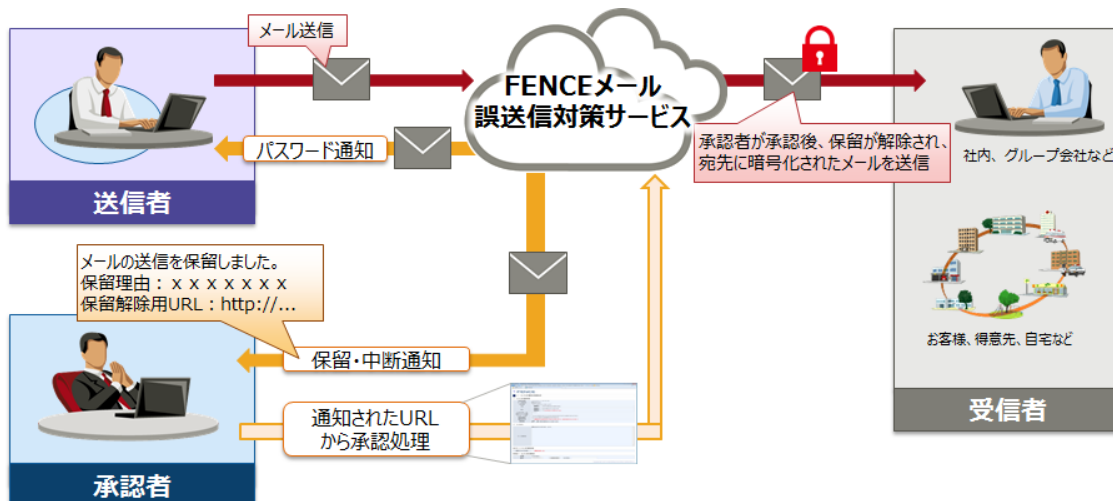 メール送信
FENCEメール
誤送信対策サービス
承認者が承認後、保留が解除され、
宛先に暗号化されたメールを送信
社内、グループ会社など
パスワード通知
送信者
メールの送信を保留しました。
保留理由：ｘｘｘｘｘｘｘ
保留解除用URL：http://...
お客様、得意先、自宅など
保留・中断通知
受信者
通知されたURL
から承認処理
承認者